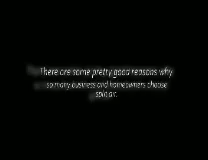 There are some pretty good reasons why
so many business and homeowners choose
solar.